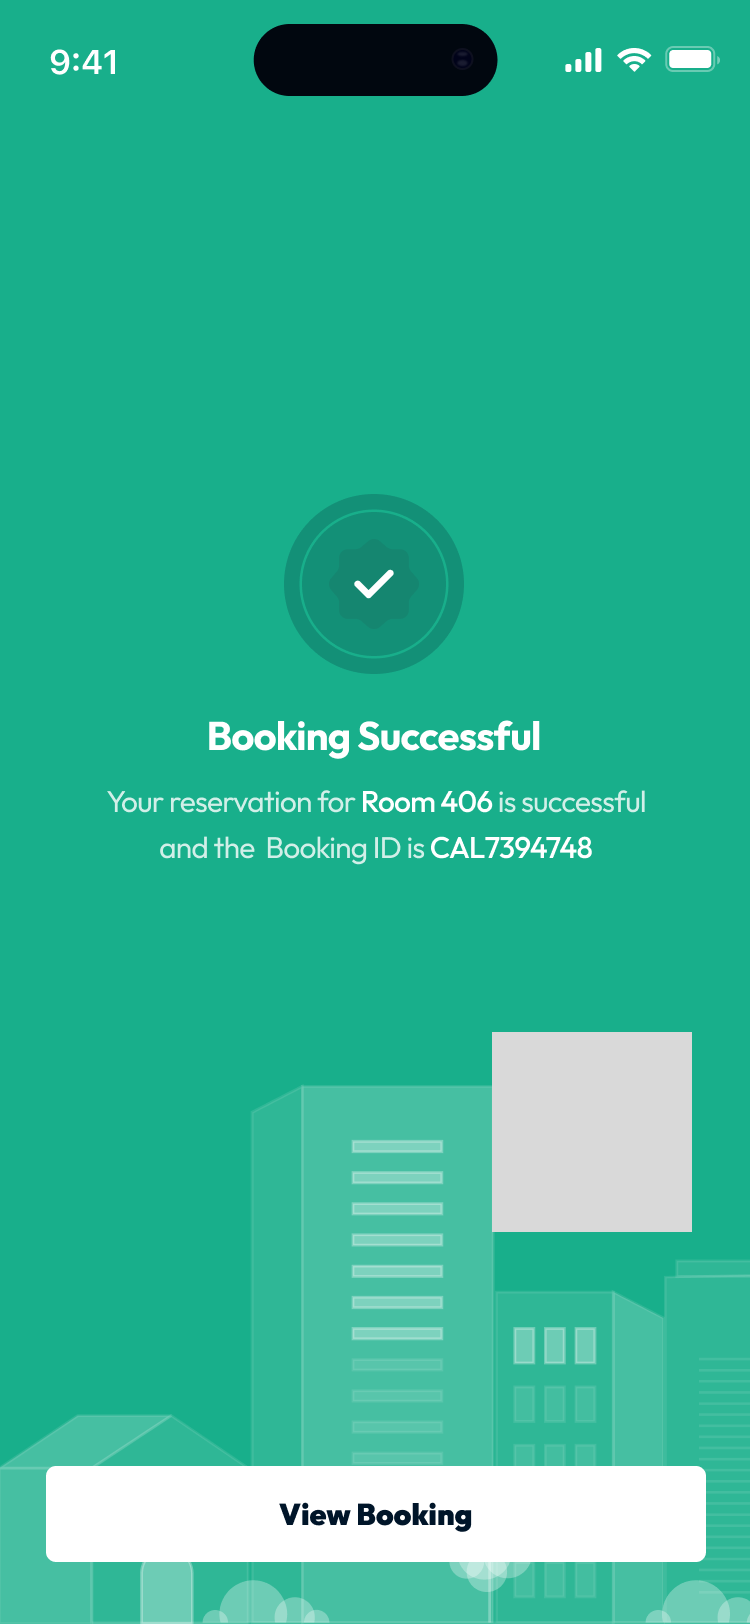 9:41
Booking Successful
Your reservation for Room 406 is successful
and the  Booking ID is CAL7394748
View Booking